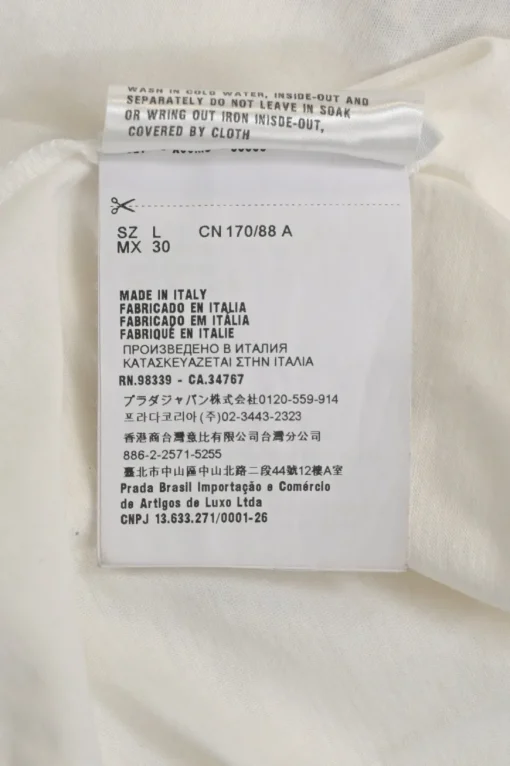 WASH IN COLD WATER, INSIDE-OUT AND
SEPARATELY DO NOT LEAVE IN SOAK
OR WRING OUT IRON INISDE-OUT,
COVERED BY CLOTH
SZ L CN 170/88 A
MX 30
MADE IN ITALY
FABRICADO EN ITALIA
FABRICADO EM ITÁLIA
FABRIQUÉ EN ITALIE
ПРОИЗВЕДЕНО В ИТАЛИЯ
ΚΑΤΑΣΚΕΥΑΖΕΤΑΙ ΣΤΗΝ ΙΤΑΛΙΑ
RN.98339 - CA.34767
プラダジャパン株式会社0120-559-914
프라다코리아(주)02-3443-2323
香港商台灣童比有限公司台灣分公司
886-2-2571-5255
臺北市中山區中山北路二段44號12樓A室
Prada Brasil Importação e Comércio
de Artigos de Luxo Ltda
CNPJ 13.633.271/0001-26